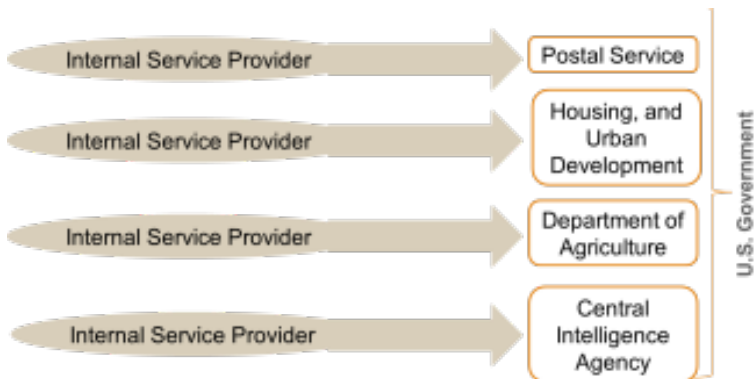 Internal Service Provider
Postal Service
Internal Service Provider
Housing, and
Urban
Development
Internal Service Provider
Department of
Agriculture
Internal Service Provider
Central
Intelligence
Agency
U.S. Government